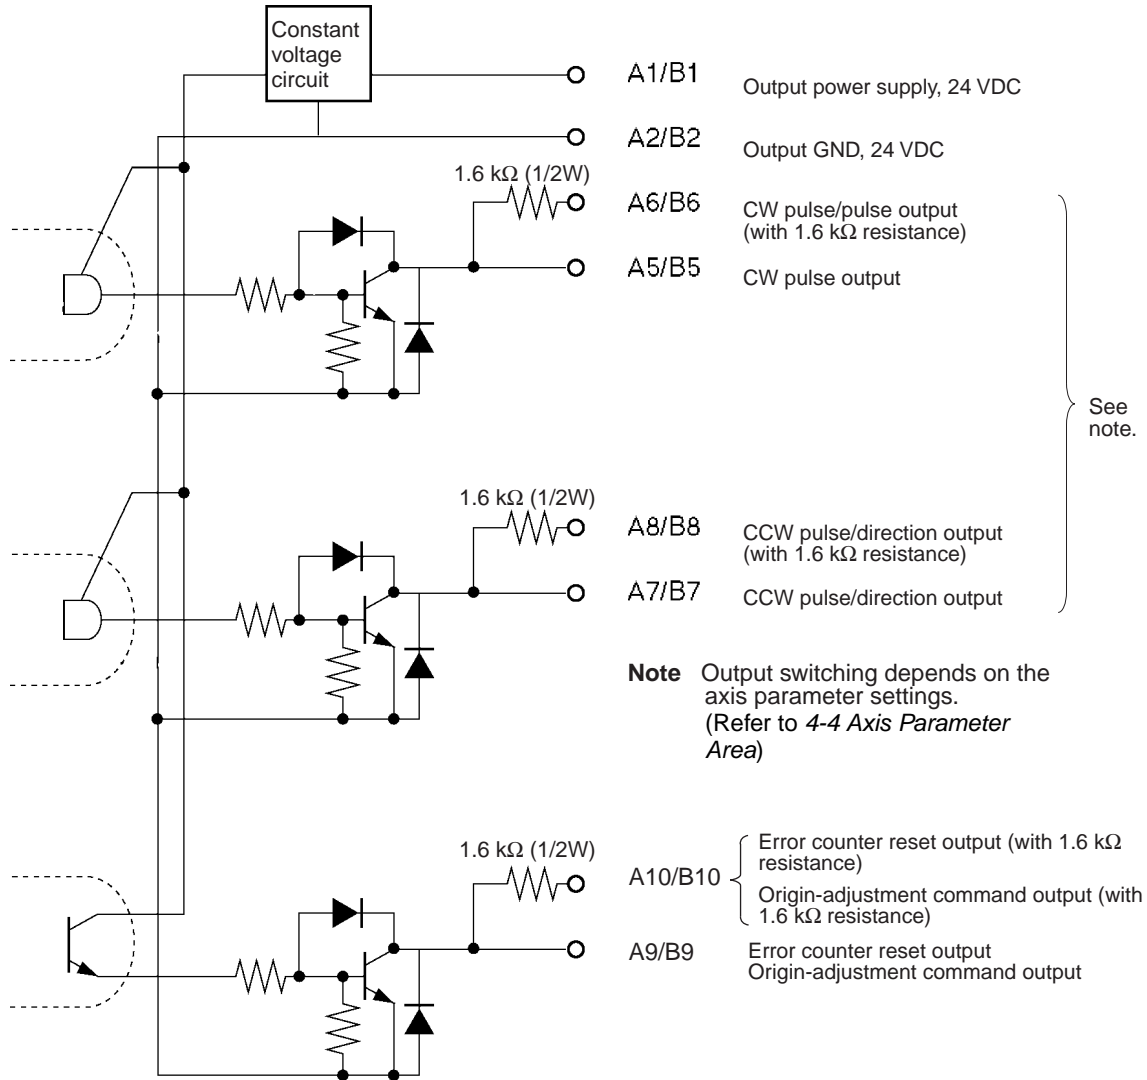 Constant
voltage
circuit
A1/B1
Output power supply, 24 VDC
A2/B2
Output GND, 24 VDC
1.6 kΩ (1/2W)
A6/B6
CW pulse/pulse output
(with 1.6 kΩ resistance)
A5/B5
CW pulse output
See
note.
1.6 kΩ (1/2W)
A8/B8
CCW pulse/direction output
(with 1.6 kΩ resistance)
A7/B7
CCW pulse/direction output
Note Output switching depends on the
axis parameter settings.
(Refer to 4-4 Axis Parameter
Area)
1.6 kΩ (1/2W)
A10/B10
Error counter reset output (with 1.6 kΩ
resistance)
Origin-adjustment command output (with
1.6 kΩ resistance)
A9/B9
Error counter reset output
Origin-adjustment command output